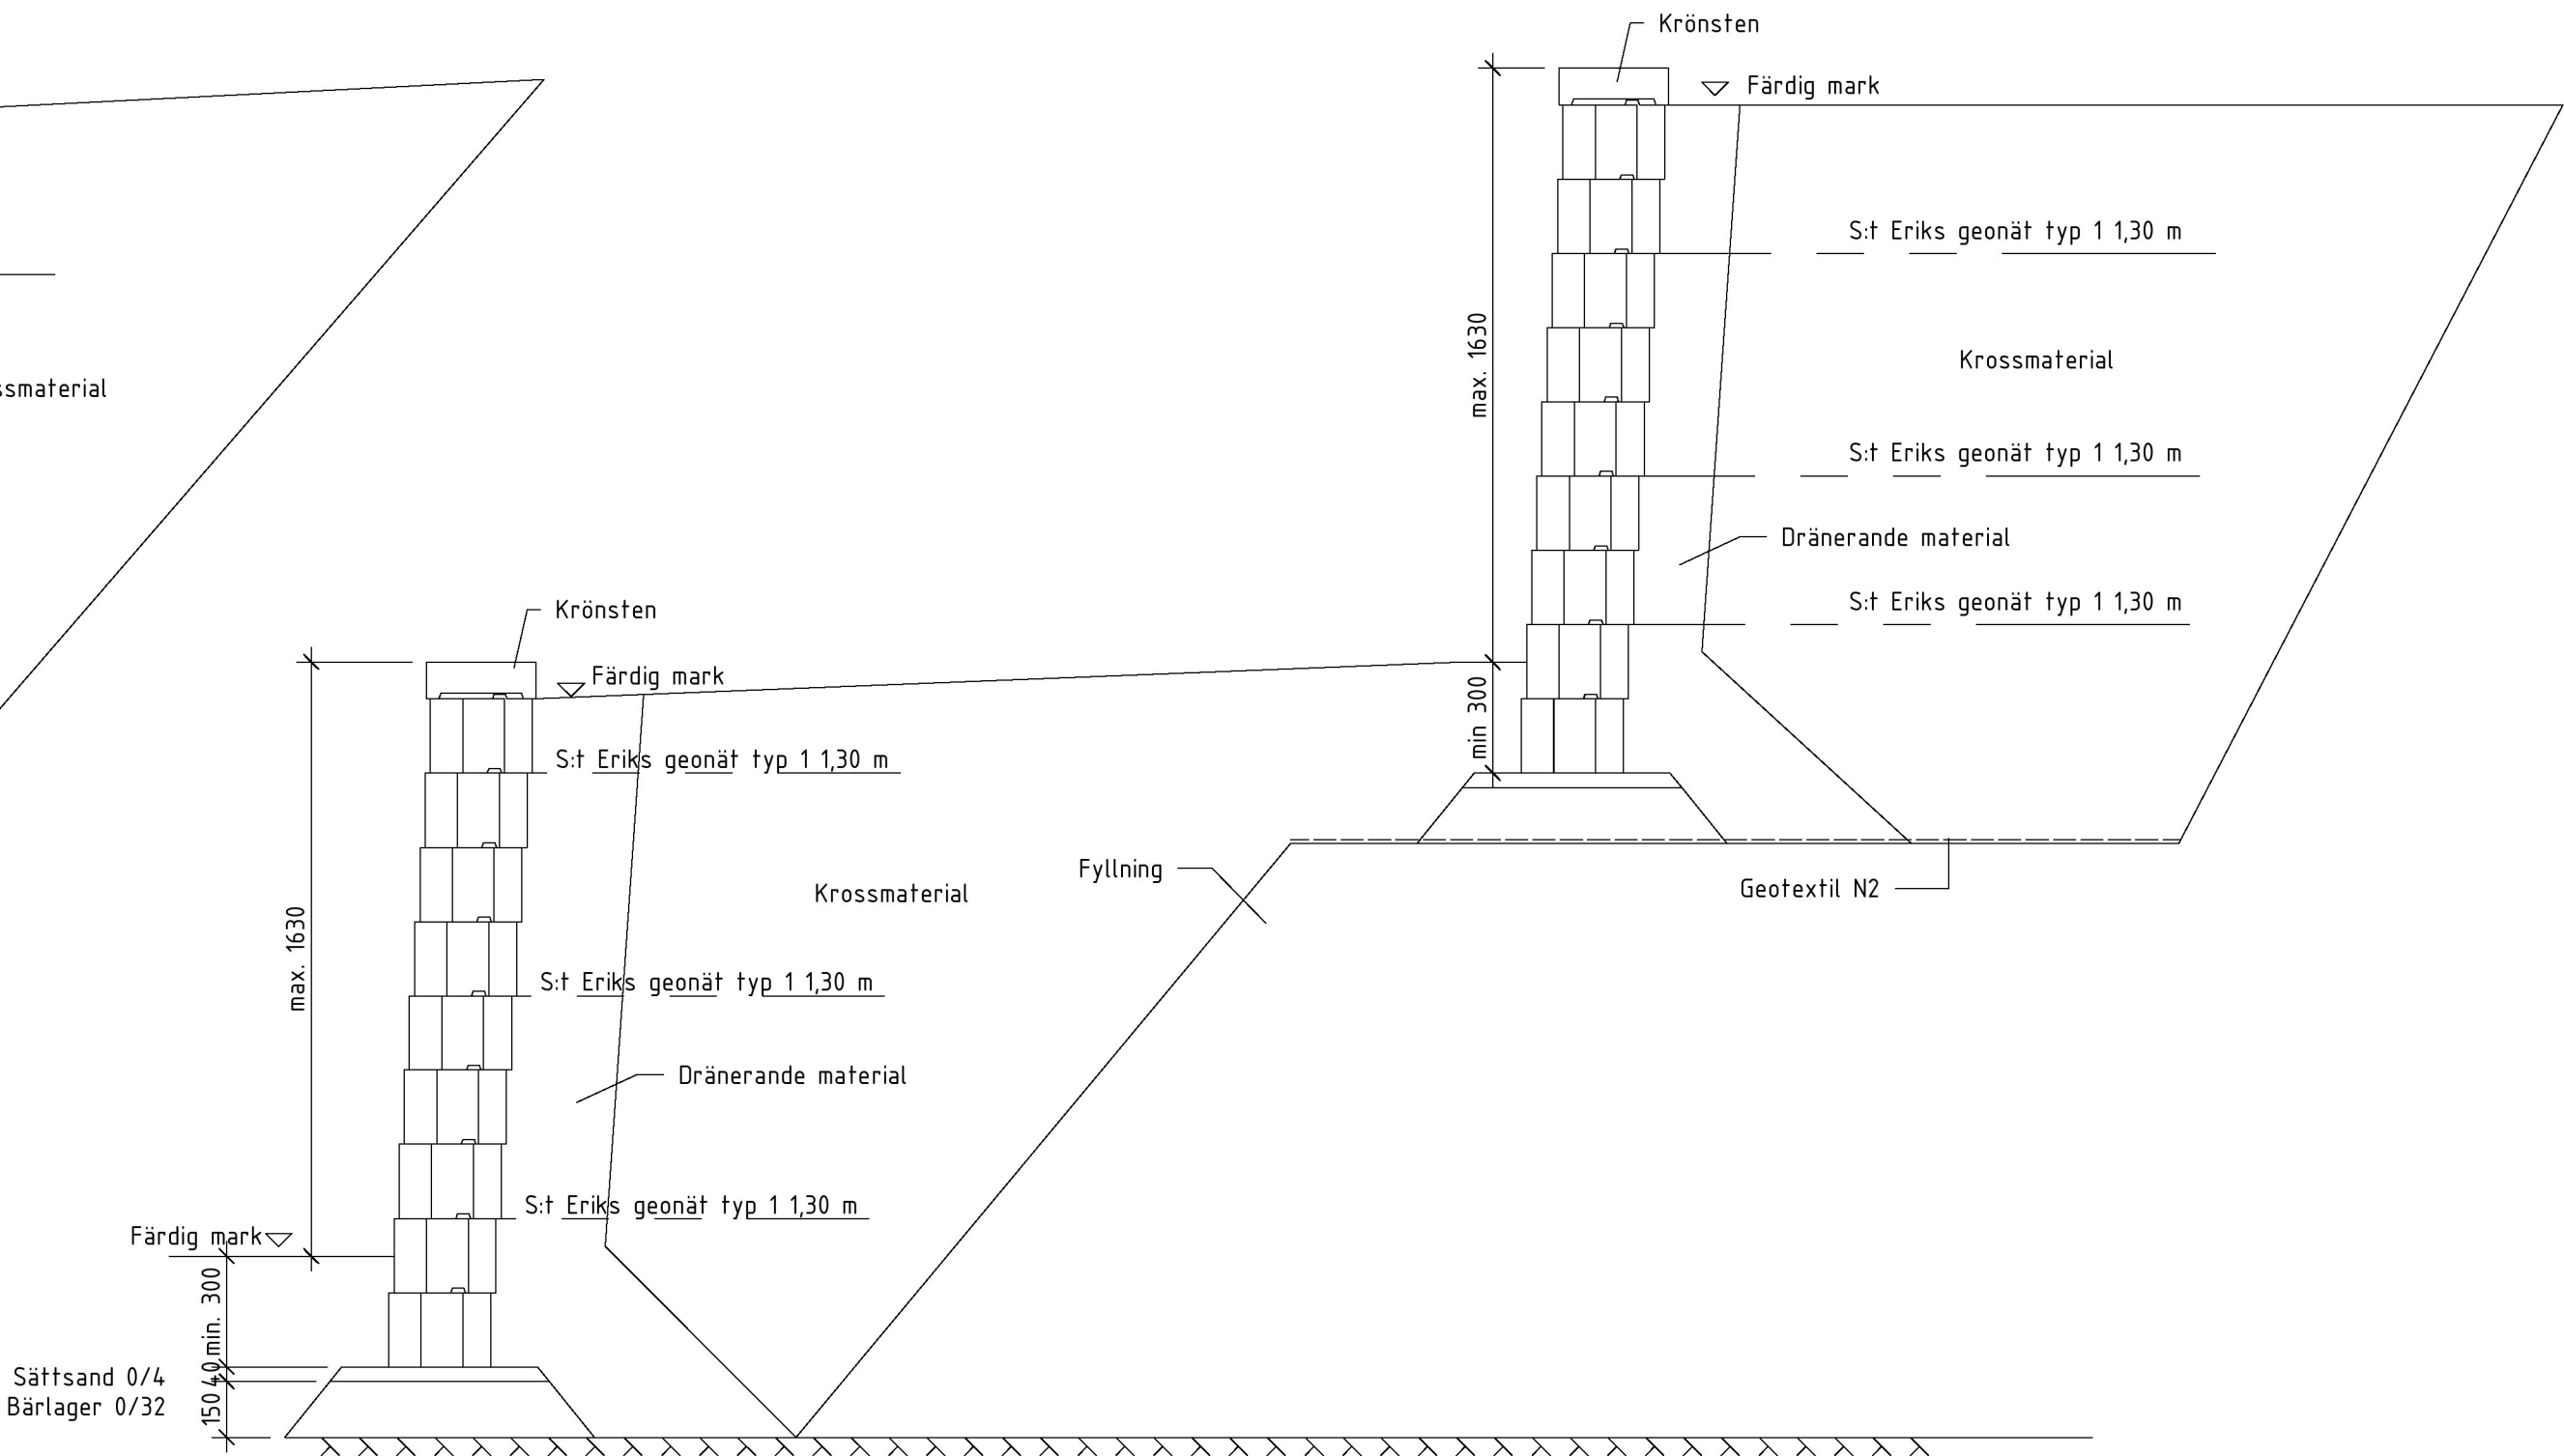 Krönsten
Färdig mark
S:t Eriks geonät typ 1 1,30 m
max. 1630
Krossmaterial
ssmaterial
S:t Eriks geonät typ 1 1,30 m
Dränerande material
S:t Eriks geonät typ 1 1,30 m
Krönsten
Färdig mark
min 300
S:t Eriks geonät typ 1 1,30 m
Fyllning
Geotextil N2
Krossmaterial
max. 1630
S:t Eriks geonät typ 1 1,30 m
Dränerande material
S:t Eriks geonät typ 1 1,30 m
Färdig mark
min. 300
40
150
Sättsand 0/4
Bärlager 0/32